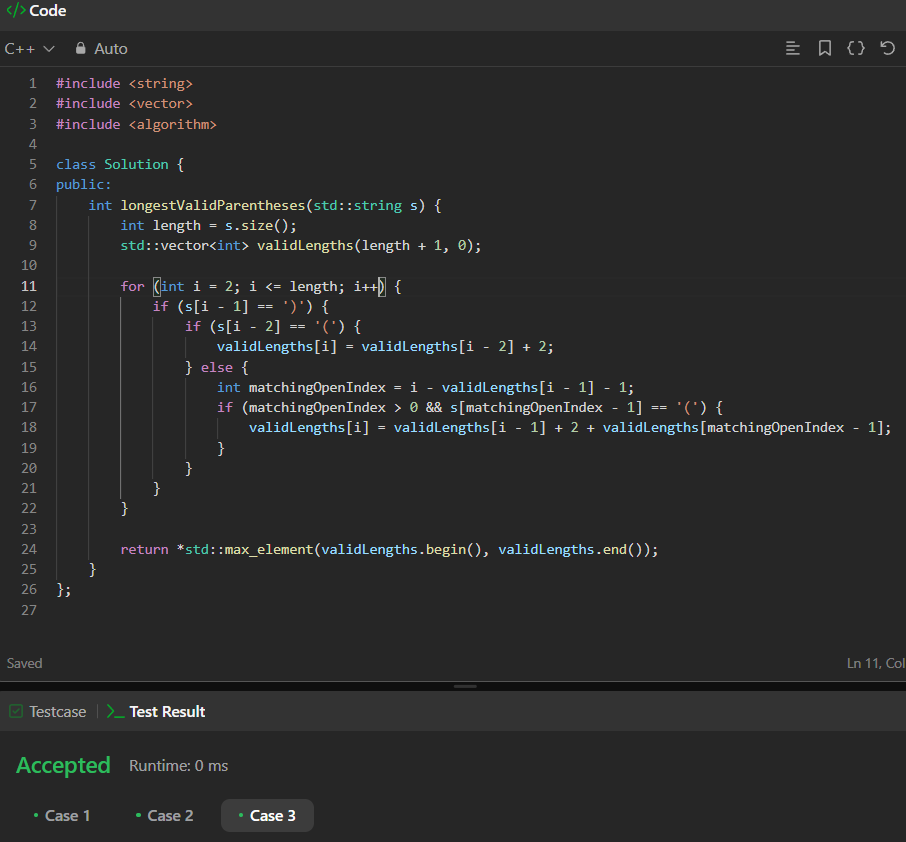 </> Code
C++ Auto
1 #include <string>
2 #include <vector>
3 #include <algorithm>
4
5 class Solution {
6 public:
7     int longestValidParentheses(std::string s) {
8         int length = s.size();
9         std::vector<int> validLengths(length + 1, 0);
10
11         for (int i = 2; i <= length; i++) {
12             if (s[i - 1] == ')') {
13                 if (s[i - 2] == '(') {
14                     validLengths[i] = validLengths[i - 2] + 2;
15                 } else {
16                     int matchingOpenIndex = i - validLengths[i - 1] - 1;
17                     if (matchingOpenIndex > 0 && s[matchingOpenIndex - 1] == '(') {
18                         validLengths[i] = validLengths[i - 1] + 2 + validLengths[matchingOpenIndex - 1];
19                     }
20                 }
21             }
22         }
23
24         return *std::max_element(validLengths.begin(), validLengths.end());
25     }
26 };
27
Saved Ln 11, Col
Testcase Test Result
Accepted Runtime: 0 ms
Case 1 Case 2 Case 3